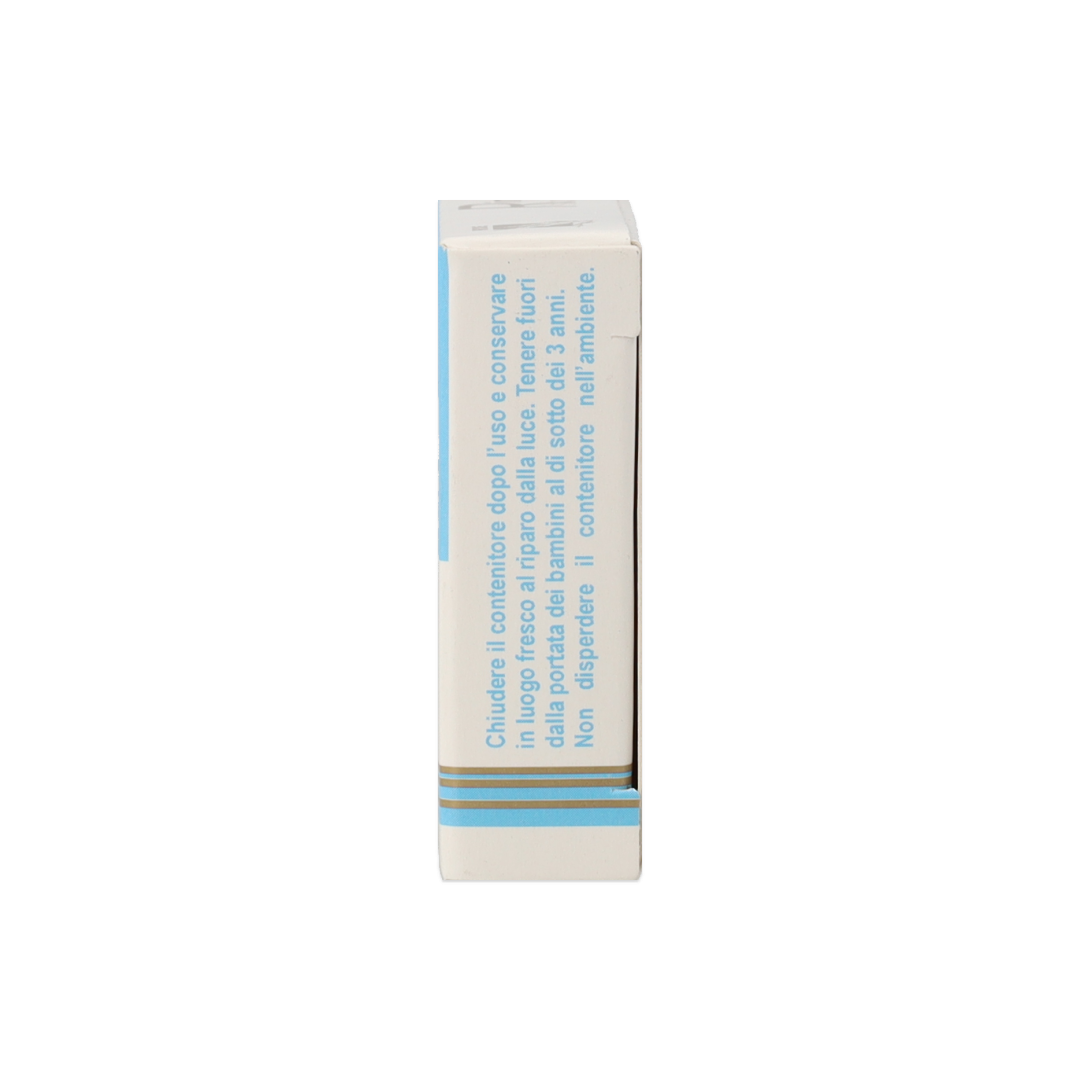 Chiudere il contenitore dopo l'uso e conservare
in luogo fresco al riparo dalla luce. Tenere fuori
dalla portata dei bambini al di sotto dei 3 anni.
Non disperdere il contenitore nell'ambiente.